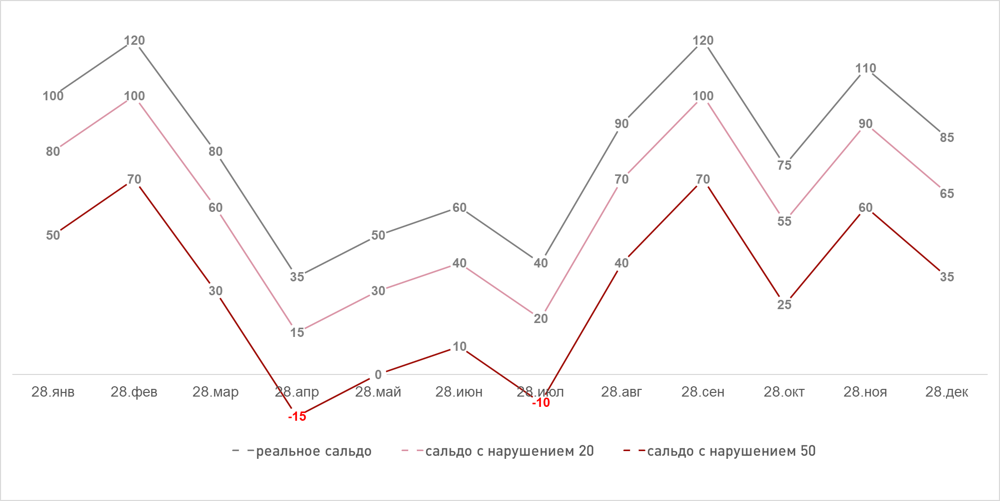 120 120
110
100 100 100
90 90
85
80 80
75
70 70 70
65
60 60 60
55
50 50
40 40 40
35 35 35
30 30
25
20
15
10
0
28.янв 28.фев 28.мар 28.апр 28.май 28.июн 28.июл 28.авг 28.сен 28.окт 28.ноя 28.дек
-10
-15
реальное сальдо сальдо с нарушением 20 сальдо с нарушением 50